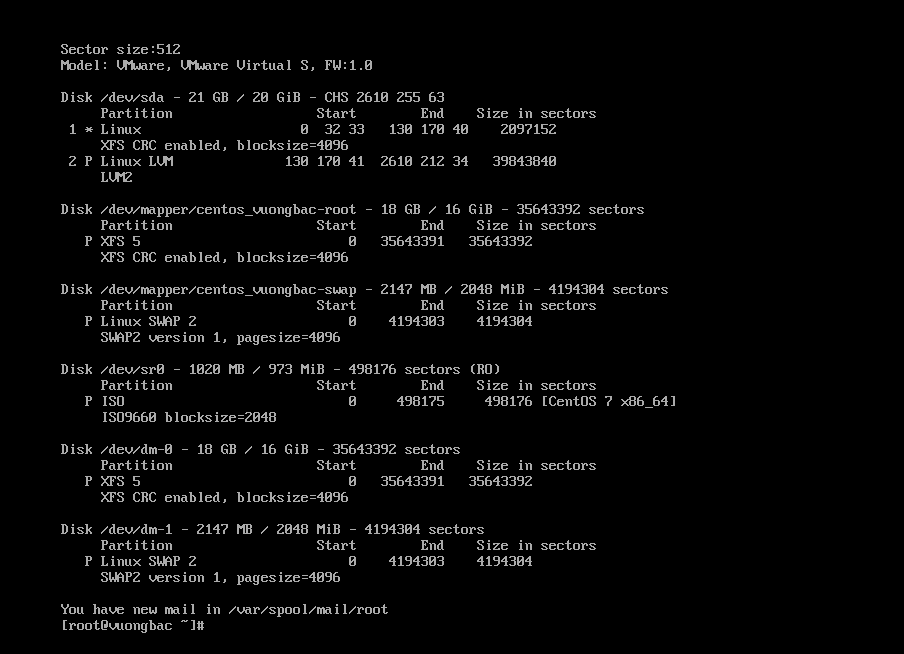 Sector size:512
Model: VMware, VMware Virtual S, FW:1.0
Disk /dev/sda - 21 GB / 20 GiB - CHS 2610 255 63
Partition Start End Size in sectors
1 * Linux 0 32 33 130 170 40 2097152
XFS CRC enabled, blocksize=4096
2 P Linux LVM 130 170 41 2610 212 34 39843840
LVM2
Disk /dev/mapper/centos_vuongbac-root - 18 GB / 16 GiB - 35643392 sectors
Partition Start End Size in sectors
P XFS 5 0 35643391 35643392
XFS CRC enabled, blocksize=4096
Disk /dev/mapper/centos_vuongbac-swap - 2147 MB / 2048 MiB - 4194304 sectors
Partition Start End Size in sectors
P Linux SWAP 2 0 4194303 4194304
SWAP2 version 1, pagesize=4096
Disk /dev/sr0 - 1020 MB / 973 MiB - 498176 sectors (RO)
Partition Start End Size in sectors
P ISO 0 498175 498176 [CentOS 7 x86_64]
ISO9660 blocksize=2048
Disk /dev/dm-0 - 18 GB / 16 GiB - 35643392 sectors
Partition Start End Size in sectors
P XFS 5 0 35643391 35643392
XFS CRC enabled, blocksize=4096
Disk /dev/dm-1 - 2147 MB / 2048 MiB - 4194304 sectors
Partition Start End Size in sectors
P Linux SWAP 2 0 4194303 4194304
SWAP2 version 1, pagesize=4096
You have new mail in /var/spool/mail/root
[root@vuongbac ~]#